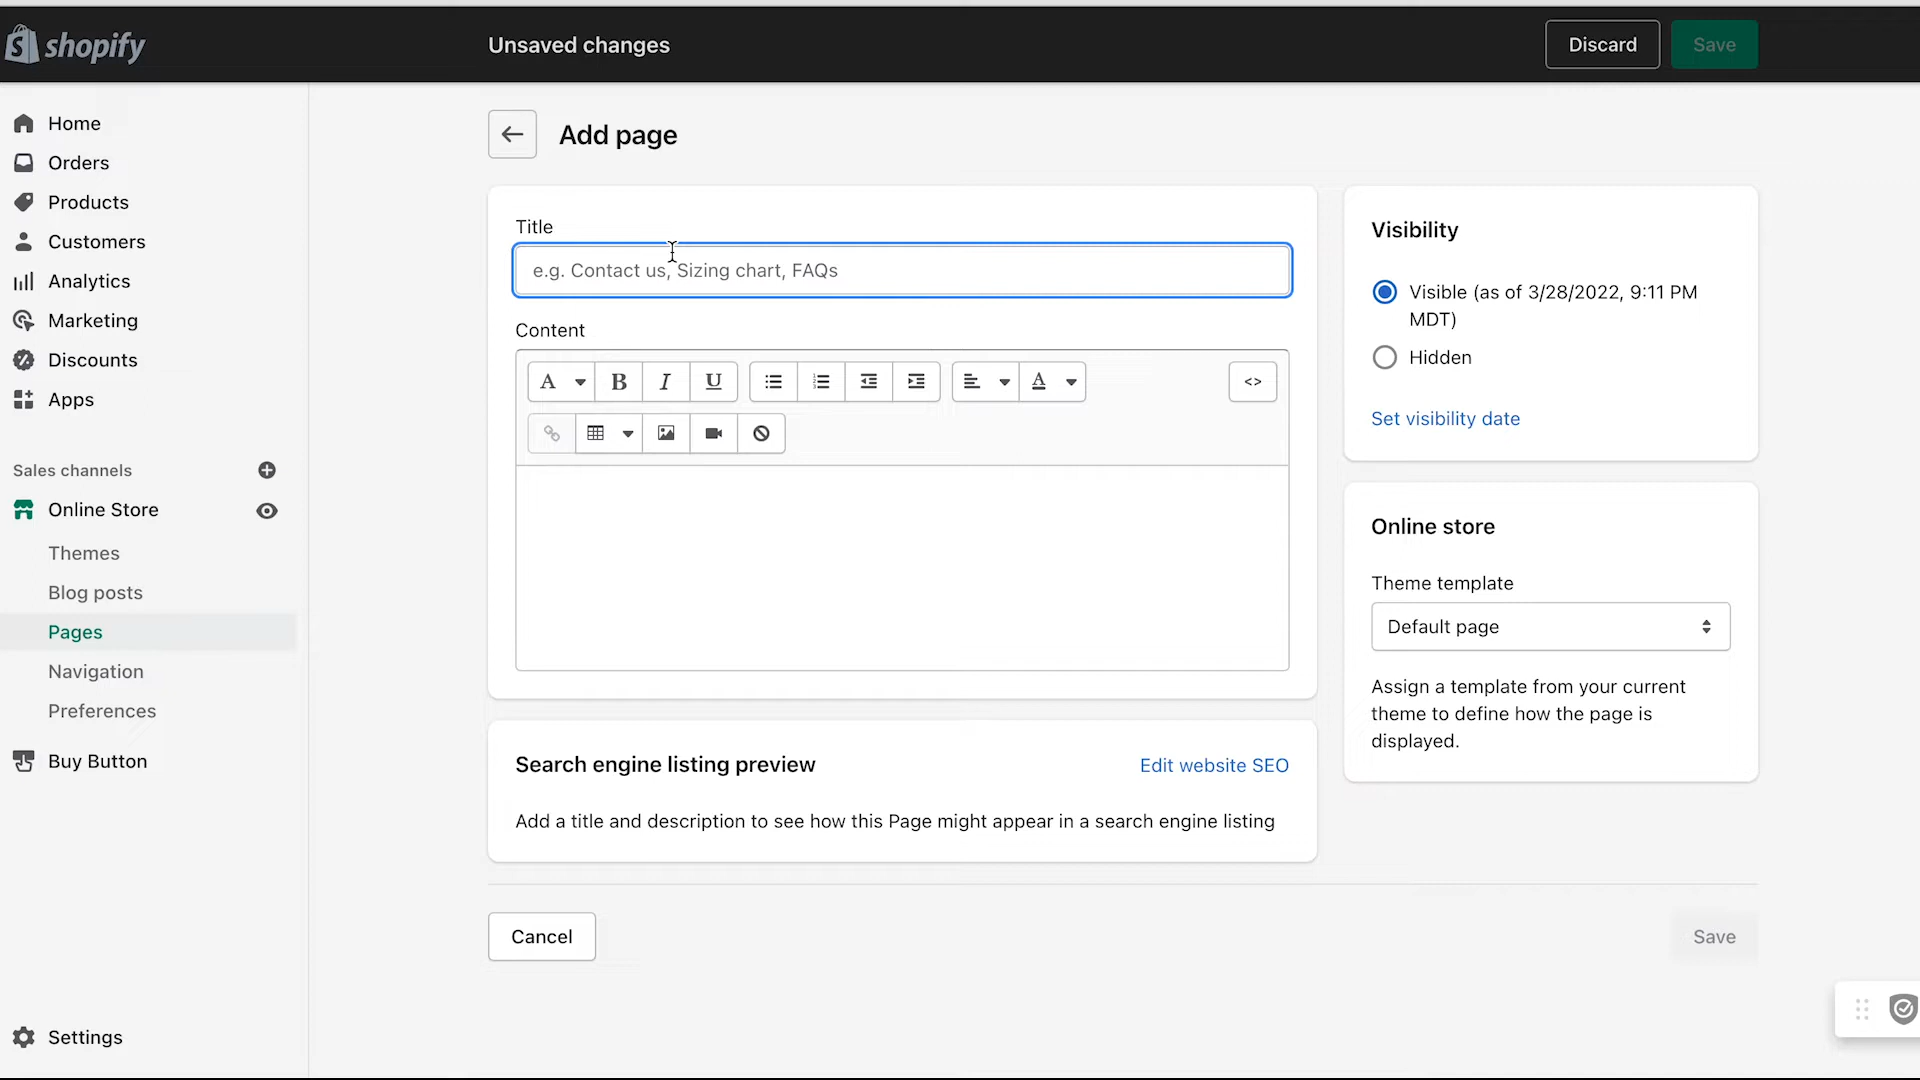 shopify
Unsaved changes
Discard
Save
Home
Orders
Products
Customers
Analytics
Marketing
Discounts
Apps
Sales channels
Online Store
Themes
Blog posts
Pages
Navigation
Preferences
Buy Button
Settings
Add page
Title
e.g. Contact us, Sizing chart, FAQs
Content
A
B
I
U
A
<>
Search engine listing preview
Edit website SEO
Add a title and description to see how this Page might appear in a search engine listing
Visibility
Visible (as of 3/28/2022, 9:11 PM
MDT)
Hidden
Set visibility date
Online store
Theme template
Default page
Assign a template from your current
theme to define how the page is
displayed.
Cancel
Save